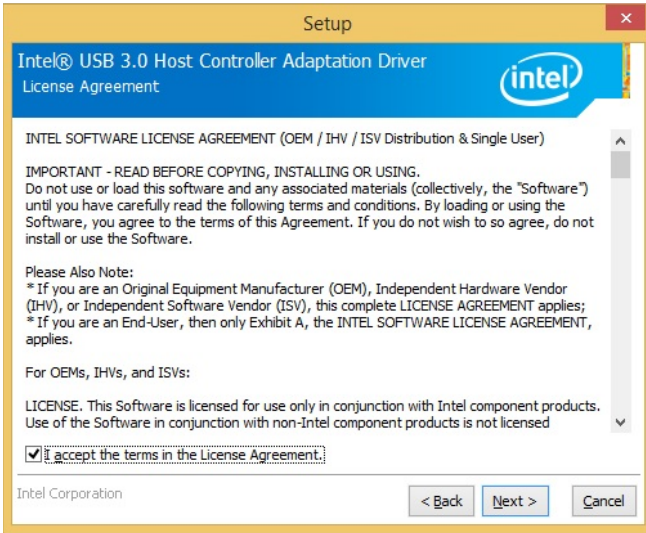 Setup
Intel® USB 3.0 Host Controller Adaptation Driver
License Agreement
intel
INTEL SOFTWARE LICENSE AGREEMENT (OEM / IHV / ISV Distribution & Single User)
IMPORTANT - READ BEFORE COPYING, INSTALLING OR USING.
Do not use or load this software and any associated materials (collectively, the "Software")
until you have carefully read the following terms and conditions. By loading or using the
Software, you agree to the terms of this Agreement. If you do not wish to so agree, do not
install or use the Software.
Please Also Note:
* If you are an Original Equipment Manufacturer (OEM), Independent Hardware Vendor
(IHV), or Independent Software Vendor (ISV), this complete LICENSE AGREEMENT applies;
* If you are an End-User, then only Exhibit A, the INTEL SOFTWARE LICENSE AGREEMENT,
applies.
For OEMs, IHVs, and ISVs:
LICENSE. This Software is licensed for use only in conjunction with Intel component products.
Use of the Software in conjunction with non-Intel component products is not licensed
I accept the terms in the License Agreement.
Intel Corporation
< Back
Next >
Cancel